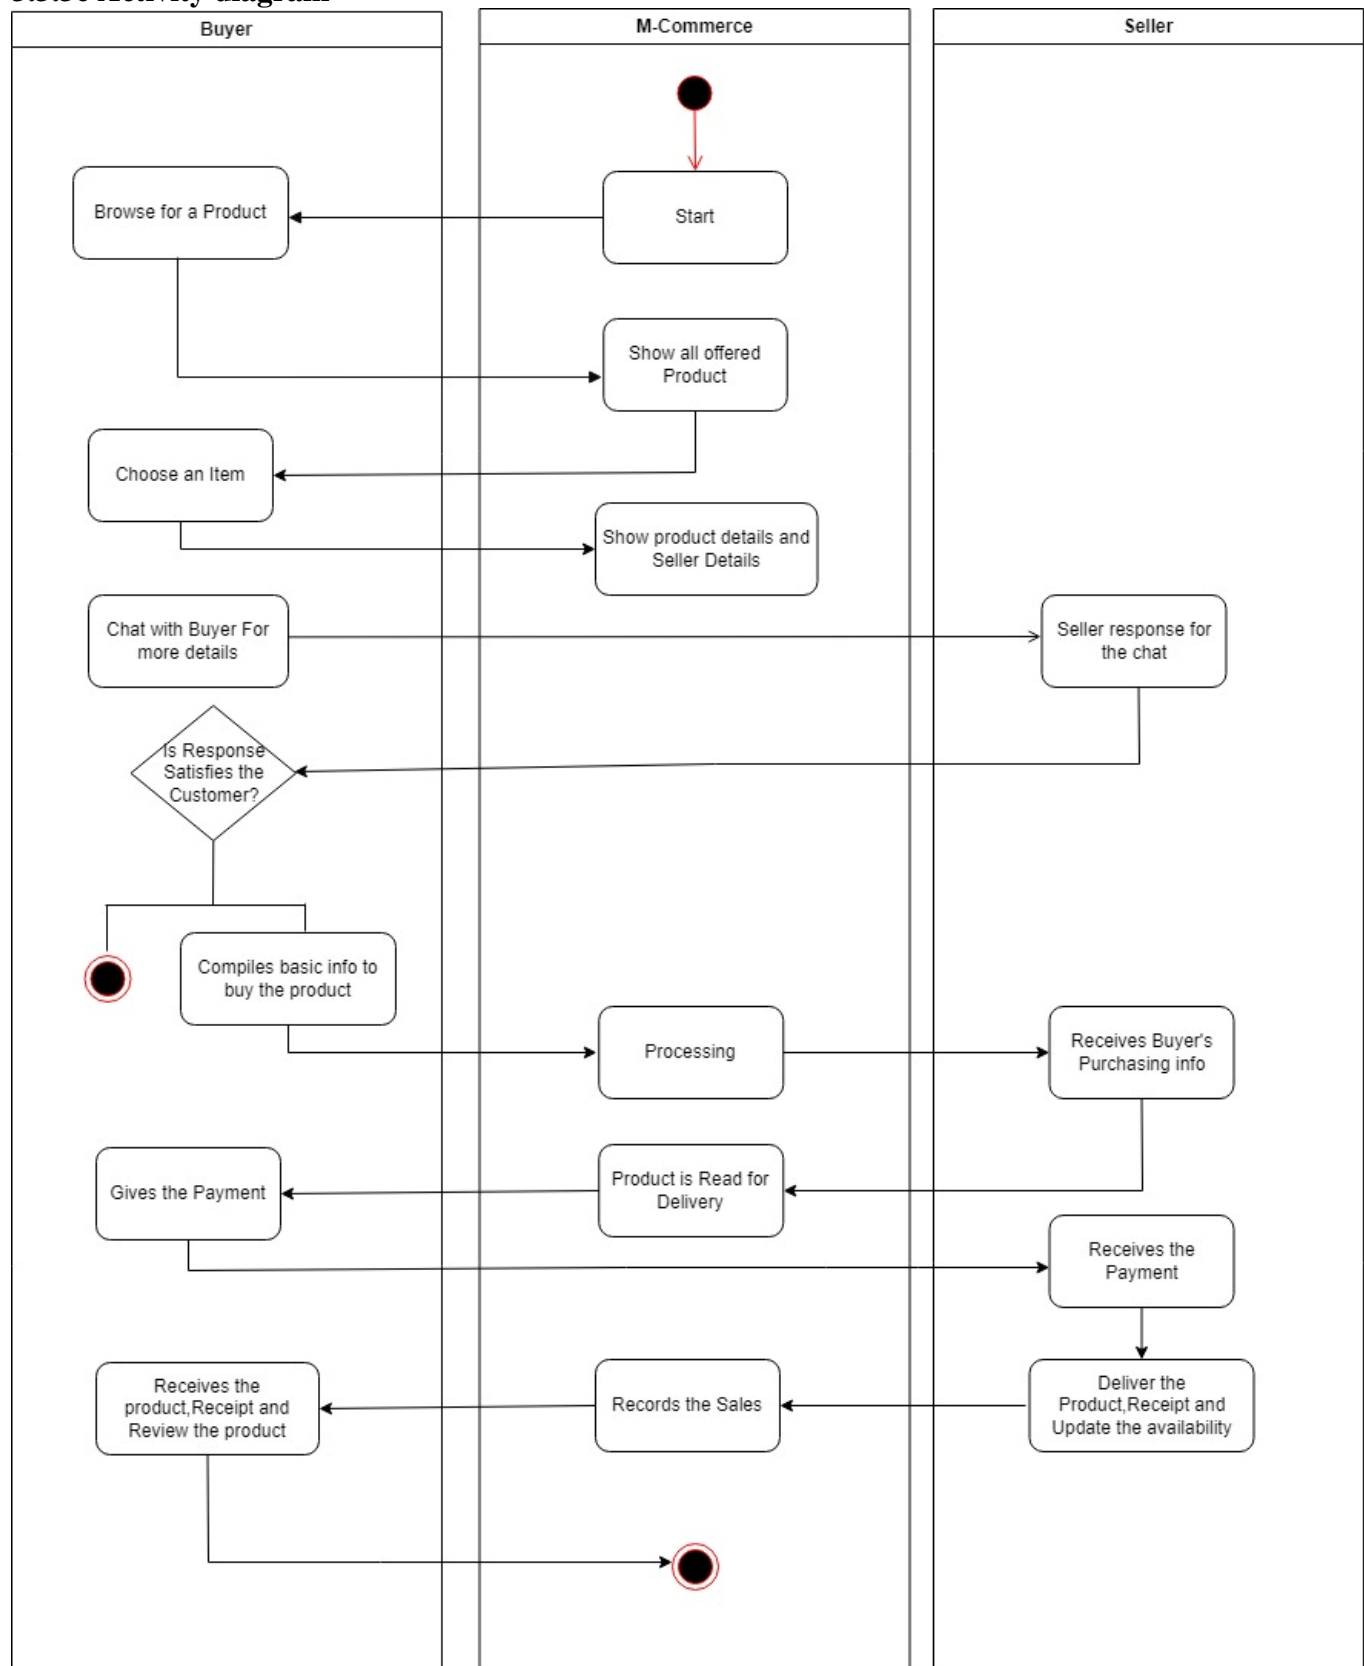 Buyer
M-Commerce
Seller
Browse for a Product
Start
Show all offered
Product
Choose an Item
Show product details and
Seller Details
Chat with Buyer For
more details
Seller response for
the chat
Is Response
Satisfies the
Customer?
Compiles basic info to
buy the product
Processing
Receives Buyer's
Purchasing info
Gives the Payment
Product is Read for
Delivery
Receives the
Payment
Receives the
product,Receipt and
Review the product
Records the Sales
Deliver the
Product,Receipt and
Update the availability